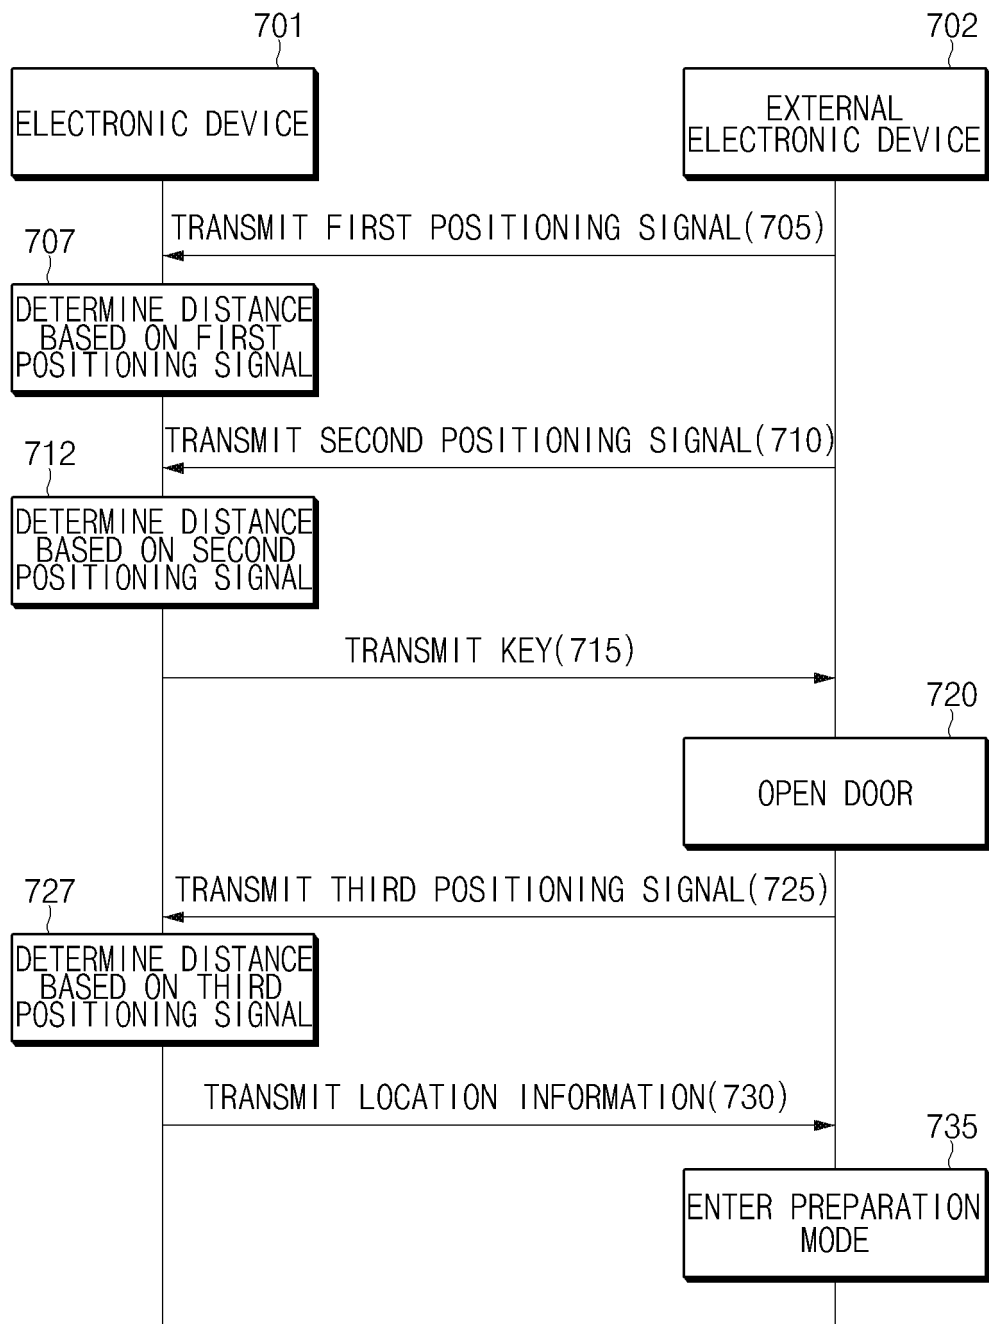 701
702
ELECTRONIC DEVICE
EXTERNAL
ELECTRONIC DEVICE
TRANSMIT FIRST POSITIONING SIGNAL(705)
707
DETERMINE DISTANCE
BASED ON FIRST
POSITIONING SIGNAL
TRANSMIT SECOND POSITIONING SIGNAL(710)
712
DETERMINE DISTANCE
BASED ON SECOND
POSITIONING SIGNAL
TRANSMIT KEY(715)
720
OPEN DOOR
TRANSMIT THIRD POSITIONING SIGNAL(725)
727
DETERMINE DISTANCE
BASED ON THIRD
POSITIONING SIGNAL
TRANSMIT LOCATION INFORMATION(730)
735
ENTER PREPARATION
MODE